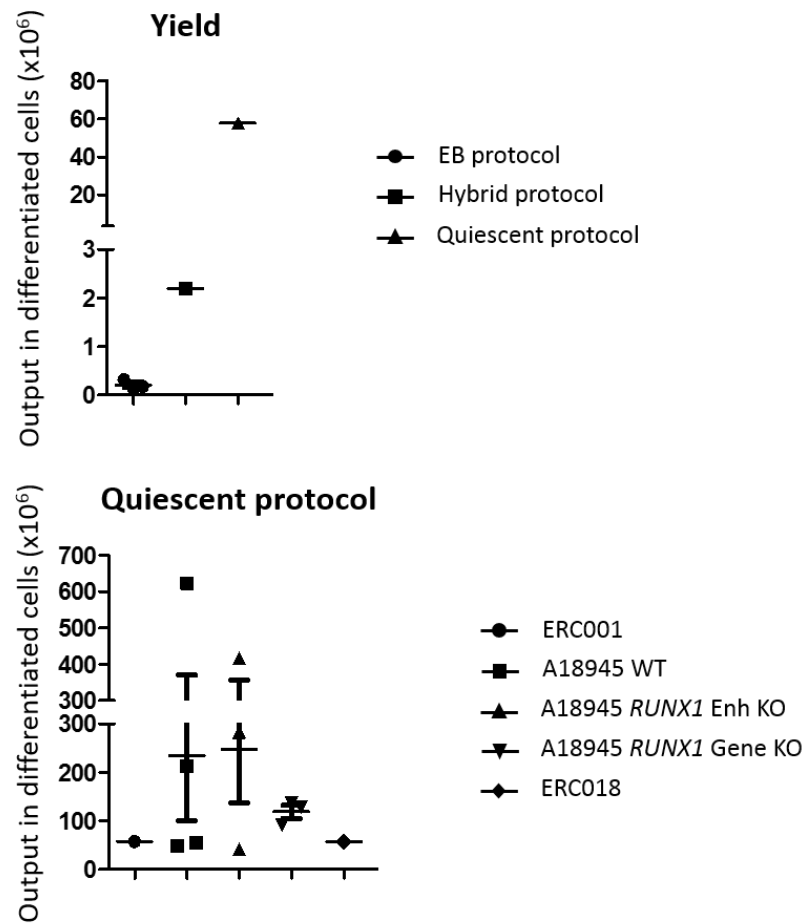 Yield
Output in differentiated cells (x10⁶)
80
60
40
20
3
2
1
0
EB protocol
Hybrid protocol
Quiescent protocol
Quiescent protocol
Output in differentiated cells (x10⁶)
700
600
500
400
300
300
200
100
0
ERC001
A18945 WT
A18945 RUNX1 Enh KO
A18945 RUNX1 Gene KO
ERC018